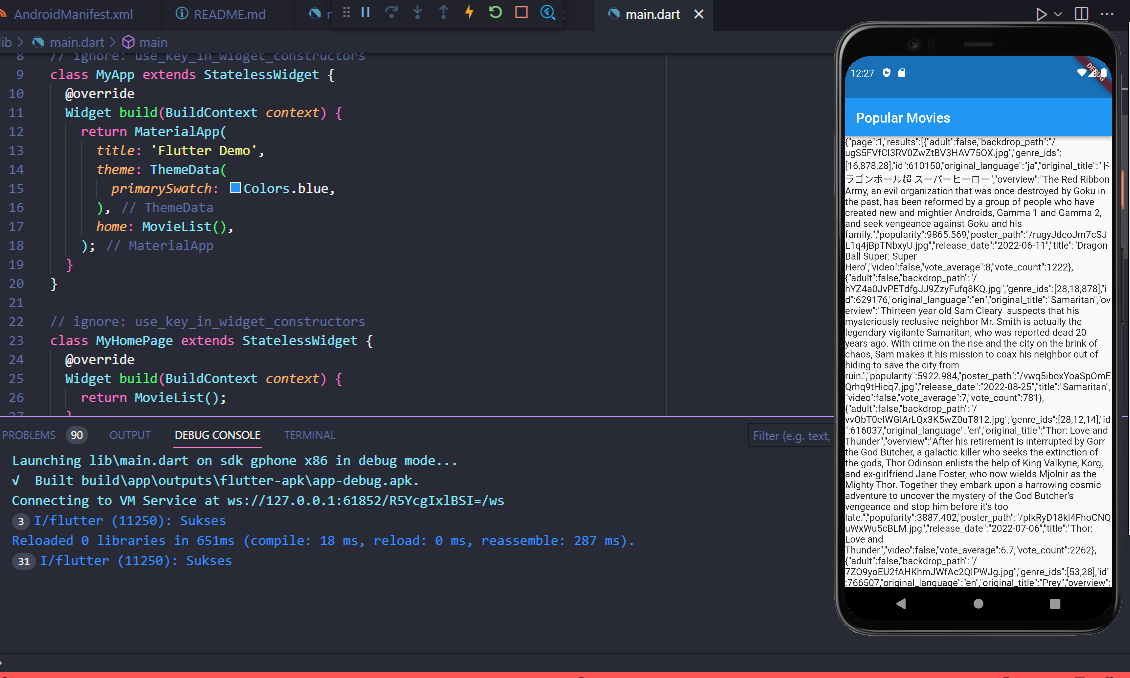 AndroidManifest.xml
README.md
main.dart
lib > main.dart > main
8 // ignore: use_key_in_widget_constructors
9 class MyApp extends StatelessWidget {
10 @override
11 Widget build(BuildContext context) {
12 return MaterialApp(
13 title: 'Flutter Demo',
14 theme: ThemeData(
15 primarySwatch: Colors.blue,
16 ), // ThemeData
17 home: MovieList(),
18 ); // MaterialApp
19 }
20 }
21
22 // ignore: use_key_in_widget_constructors
23 class MyHomePage extends StatelessWidget {
24 @override
25 Widget build(BuildContext context) {
26 return MovieList();
27 }
PROBLEMS 90 OUTPUT DEBUG CONSOLE TERMINAL Filter (e.g. text,
Launching lib\main.dart on sdk gphone x86 in debug mode...
√ Built build\app\outputs\flutter-apk\app-debug.apk.
Connecting to VM Service at ws://127.0.0.1:61852/R5YcgIxlBSI=/ws
3 I/flutter (11250): Sukses
Reloaded 0 libraries in 651ms (compile: 18 ms, reload: 0 ms, reassemble: 287 ms).
31 I/flutter (11250): Sukses
12:27
DEBUG
Popular Movies
{"page":1,"results":[{"adult":false,"backdrop_path":"/
ugS5FVfCI3RV0ZwZtBV3HAV75OX.jpg","genre_ids":
[16,878,28],"id":610150,"original_language":"ja","original_title":"ド
ラゴンボール超 スーパーヒーロー","overview":"The Red Ribbon
Army, an evil organization that was once destroyed by Goku in
the past, has been reformed by a group of people who have
created new and mightier Androids, Gamma 1 and Gamma 2,
and seek vengeance against Goku and his
family.","popularity":9865.569,"poster_path":"/rugyJdeoJm7cSJ
L1q4jBpTNbxyU.jpg","release_date":"2022-06-11","title":"Dragon
Ball Super: Super
Hero","video":false,"vote_average":8,"vote_count":1222},
{"adult":false,"backdrop_path":"/
hYZ4a0JvPETdfgJJ9ZzyFufq8KQ.jpg","genre_ids":[28,18,878],"i
d":629176,"original_language":"en","original_title":"Samaritan","ov
erview":"Thirteen year old Sam Cleary suspects that his
mysteriously reclusive neighbor Mr. Smith is actually the
legendary vigilante Samaritan, who was reported dead 20
years ago. With crime on the rise and the city on the brink of
chaos, Sam makes it his mission to coax his neighbor out of
hiding to save the city from
ruin.","popularity":5922.984,"poster_path":"/vwq5iboxYoaSpOmE
Qrhq9tHicq7.jpg","release_date":"2022-08-25","title":"Samaritan",
"video":false,"vote_average":7,"vote_count":781},
{"adult":false,"backdrop_path":"/
vvObT0eIWGlArLQx3K5wZ0uT812.jpg","genre_ids":[28,12,14],"id"
:616037,"original_language":"en","original_title":"Thor: Love and
Thunder","overview":"After his retirement is interrupted by Gorr
the God Butcher, a galactic killer who seeks the extinction of
the gods, Thor Odinson enlists the help of King Valkyrie, Korg,
and ex-girlfriend Jane Foster, who now wields Mjolnir as the
Mighty Thor. Together they embark upon a harrowing cosmic
adventure to uncover the mystery of the God Butcher's
vengeance and stop him before it's too
late.","popularity":3887.402,"poster_path":"/pIkRyD18kl4FhoCNQ
uWxWu5cBLM.jpg","release_date":"2022-07-06","title":"Thor:
Love and
Thunder","video":false,"vote_average":6.7,"vote_count":2262},
{"adult":false,"backdrop_path":"/
7ZO9yoEU2fAHKhmJWfAc2QIPWJg.jpg","genre_ids":[53,28],"id"
:766507,"original_language":"en","original_title":"Prey","overview":